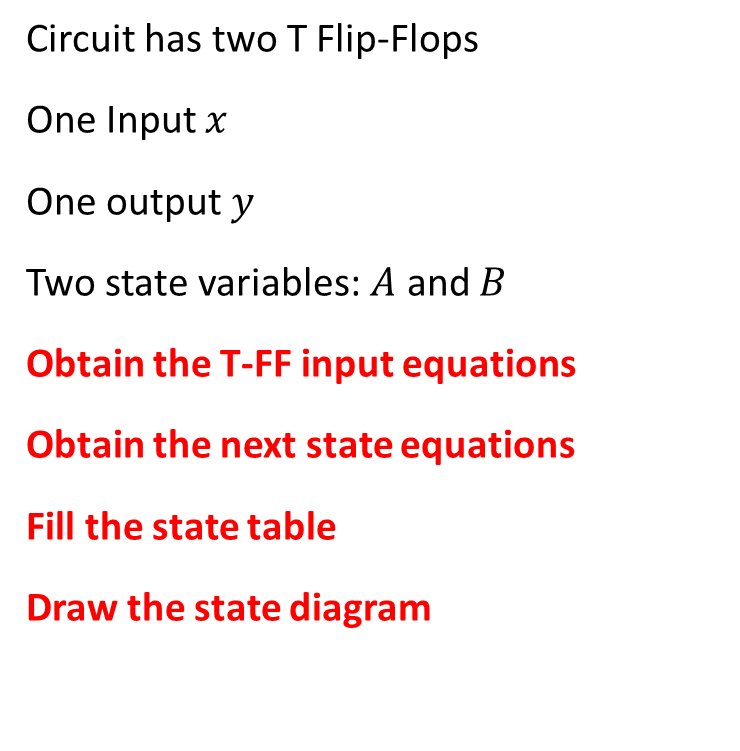 Circuit has two T Flip-Flops
One Input x
One output y
Two state variables: A and B
Obtain the T-FF input equations
Obtain the next state equations
Fill the state table
Draw the state diagram